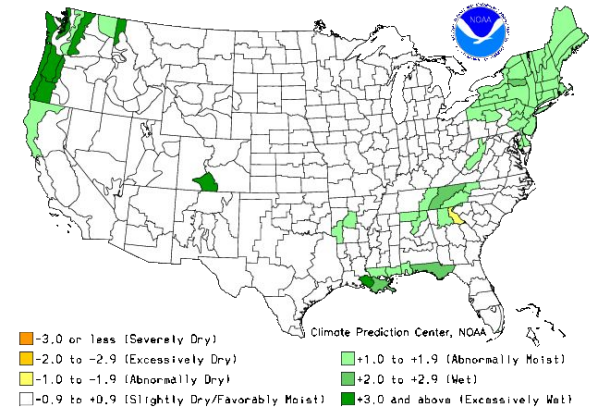 NOAA
Climate Prediction Center, NOAA
-3.0 or less (Severely Dry)
-2.0 to -2.9 (Excessively Dry)
-1.0 to -1.9 (Abnormally Dry)
-0.9 to +0.9 (Slightly Dry/Favorably Moist)
+1.0 to +1.9 (Abnormally Moist)
+2.0 to +2.9 (Wet)
+3.0 and above (Excessively Wet)